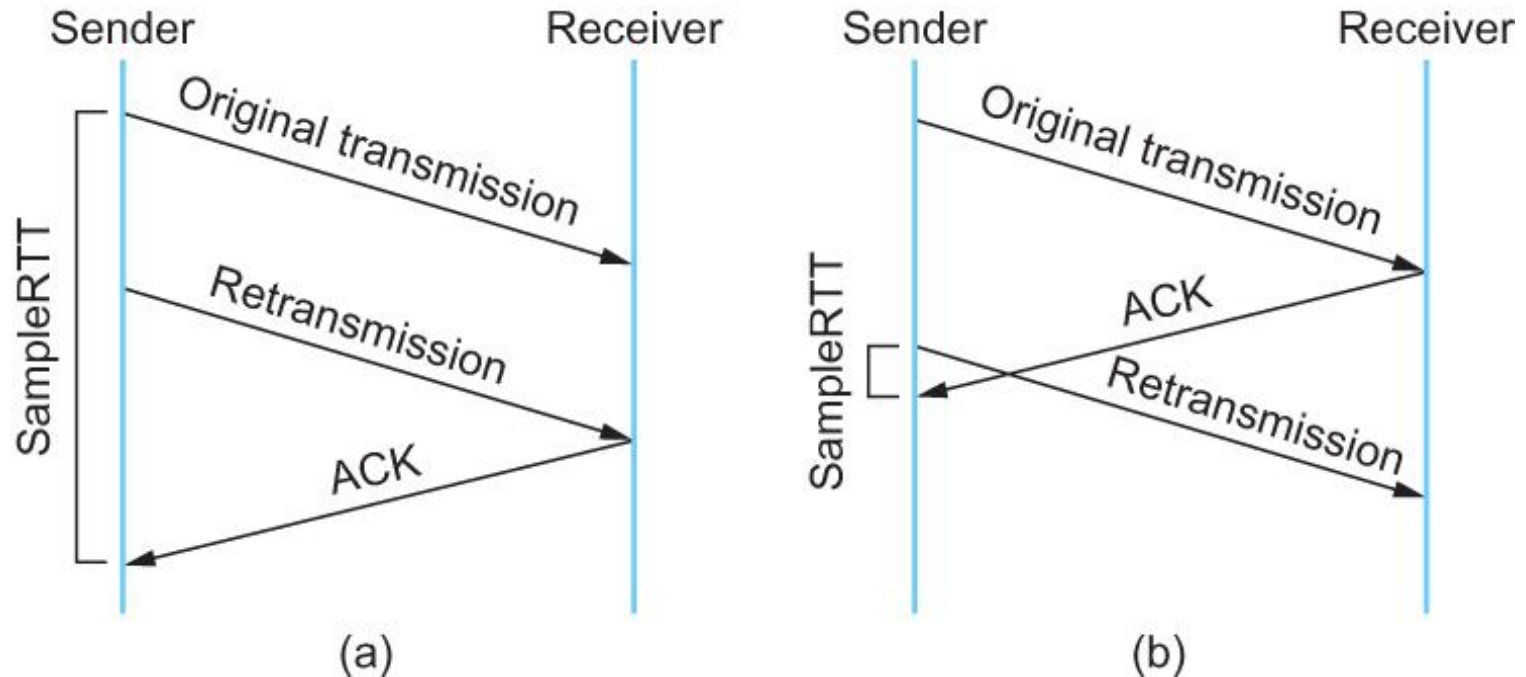 Sender
Receiver
Original transmission
Retransmission
ACK
SampleRTT
(a)
Sender
Receiver
Original transmission
ACK
Retransmission
SampleRTT
(b)